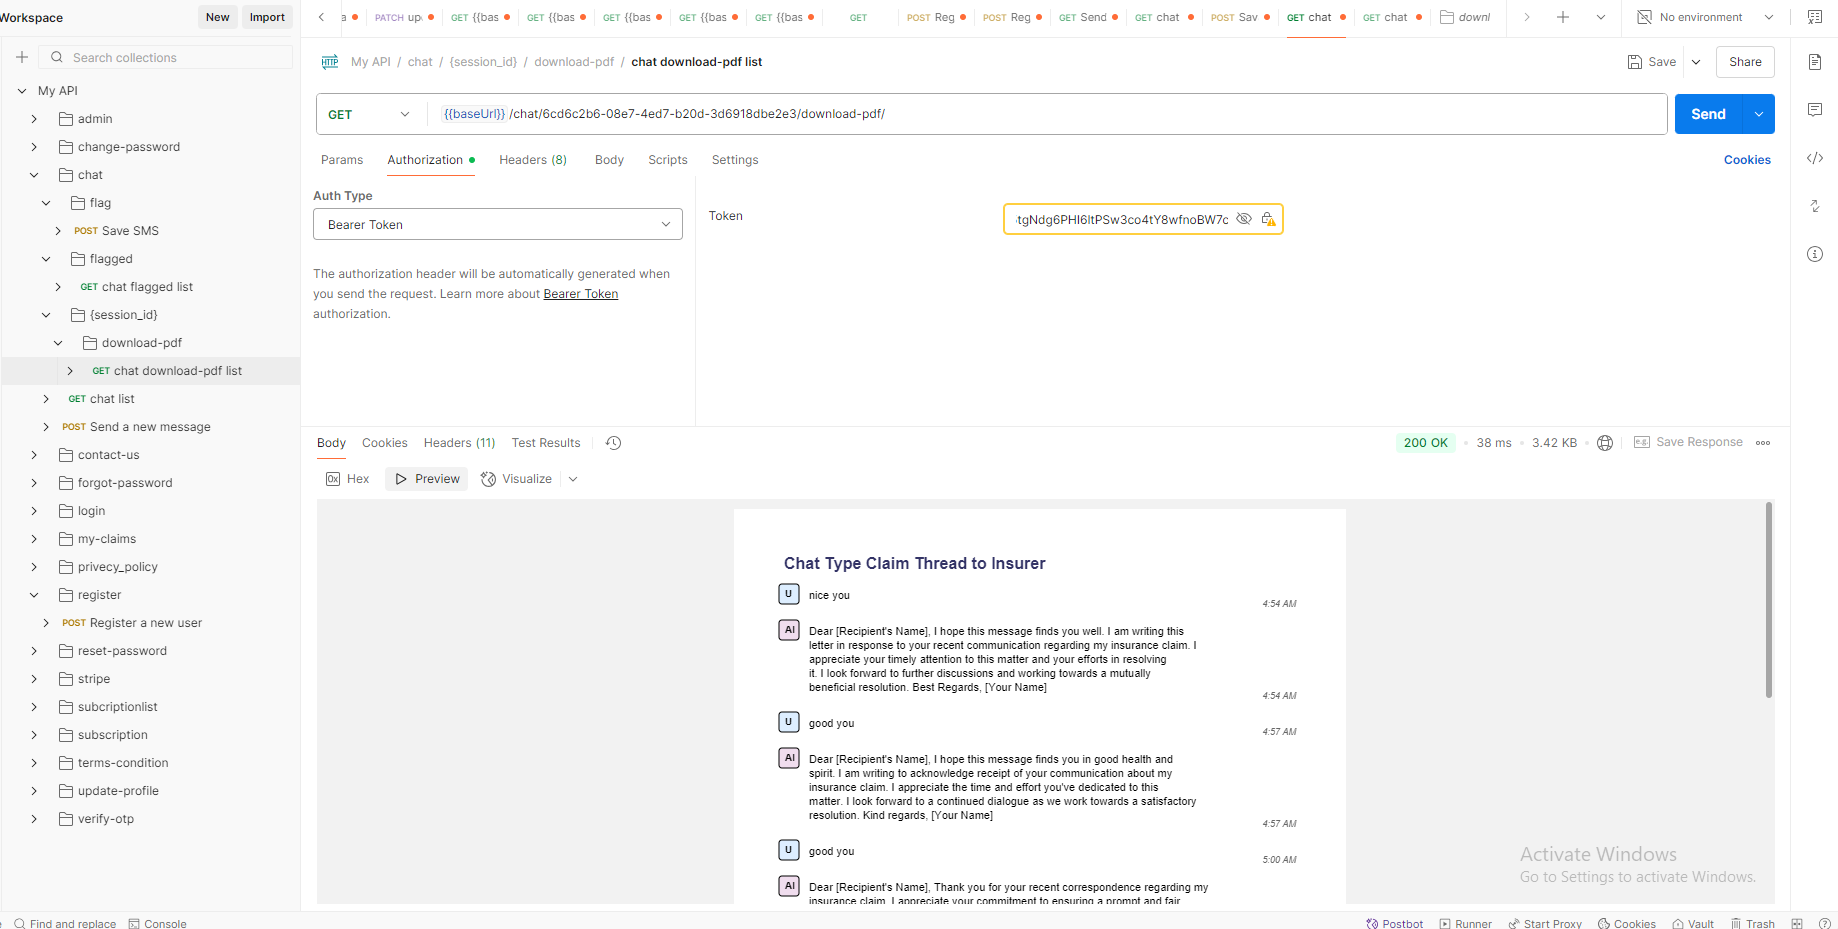 Workspace
New
Import
PATCH
GET {{bas
GET {{bas
GET {{bas
GET {{bas
GET {{bas
GET
POST Reg
POST Reg
GET Send
GET chat
POST Sav
GET chat
GET chat
downl
No environment
Search collections
My API / chat / {session_id} / download-pdf / chat download-pdf list
Save
Share
GET
{{baseUrl}}/chat/6cd6c2b6-08e7-4ed7-b20d-3d6918dbe2e3/download-pdf/
Send
Params
Authorization
Headers (8)
Body
Scripts
Settings
Cookies
Auth Type
Bearer Token
The authorization header will be automatically generated when
you send the request. Learn more about Bearer Token
authorization.
Token
My API
admin
change-password
chat
flag
POST Save SMS
flagged
GET chat flagged list
{session_id}
download-pdf
GET chat download-pdf list
GET chat list
POST Send a new message
contact-us
forgot-password
login
my-claims
privecy_policy
register
POST Register a new user
reset-password
stripe
subcriptionlist
subscription
terms-condition
update-profile
verify-otp
Body
Cookies
Headers (11)
Test Results
200 OK
38 ms
3.42 KB
e.g.
Save Response
0x Hex
Preview
Visualize
Chat Type Claim Thread to Insurer
U nice you
4:54 AM
AI Dear [Recipient's Name], I hope this message finds you well. I am writing this
letter in response to your recent communication regarding my insurance claim. I
appreciate your timely attention to this matter and your efforts in resolving
it. I look forward to further discussions and working towards a mutually
beneficial resolution. Best Regards, [Your Name]
4:54 AM
U good you
4:57 AM
AI Dear [Recipient's Name], I hope this message finds you in good health and
spirit. I am writing to acknowledge receipt of your communication about my
insurance claim. I appreciate the time and effort you've dedicated to this
matter. I look forward to a continued dialogue as we work towards a satisfactory
resolution. Kind regards, [Your Name]
4:57 AM
U good you
5:00 AM
AI Dear [Recipient's Name], Thank you for your recent correspondence regarding my
insurance claim. I appreciate your commitment to ensuring a prompt and fair
Activate Windows
Go to Settings to activate Windows.
Find and replace
Console
Postbot
Runner
Start Proxy
Cookies
Vault
Trash